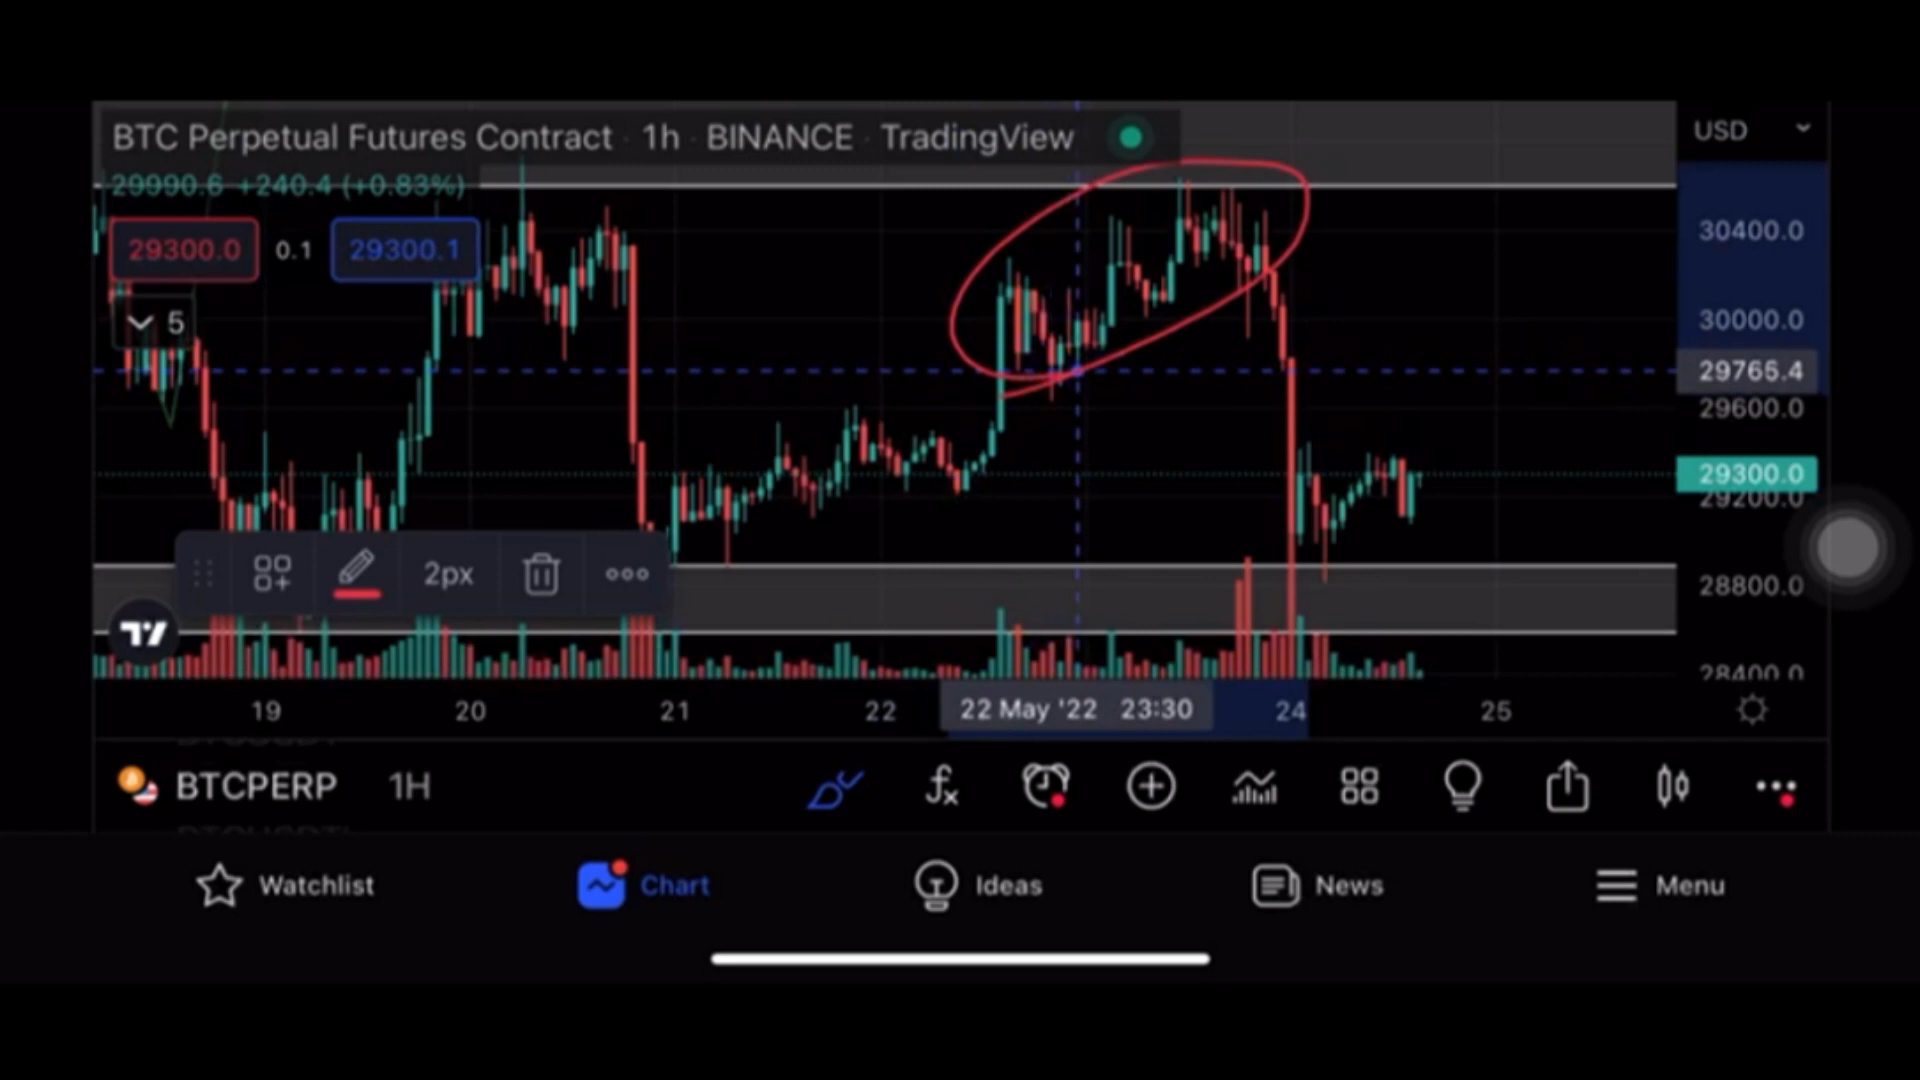 BTC Perpetual Futures Contract · 1h · BINANCE · TradingView
USD
29990.6 +240.4 (+0.83%)
30400.0
29300.0 0.1 29300.1
5
30000.0
29765.4
29600.0
29300.0
29200.0
2px
28800.0
28400.0
19 20 21 22 22 May '22 23:30 24 25
BTCPERP 1H
Watchlist Chart Ideas News Menu